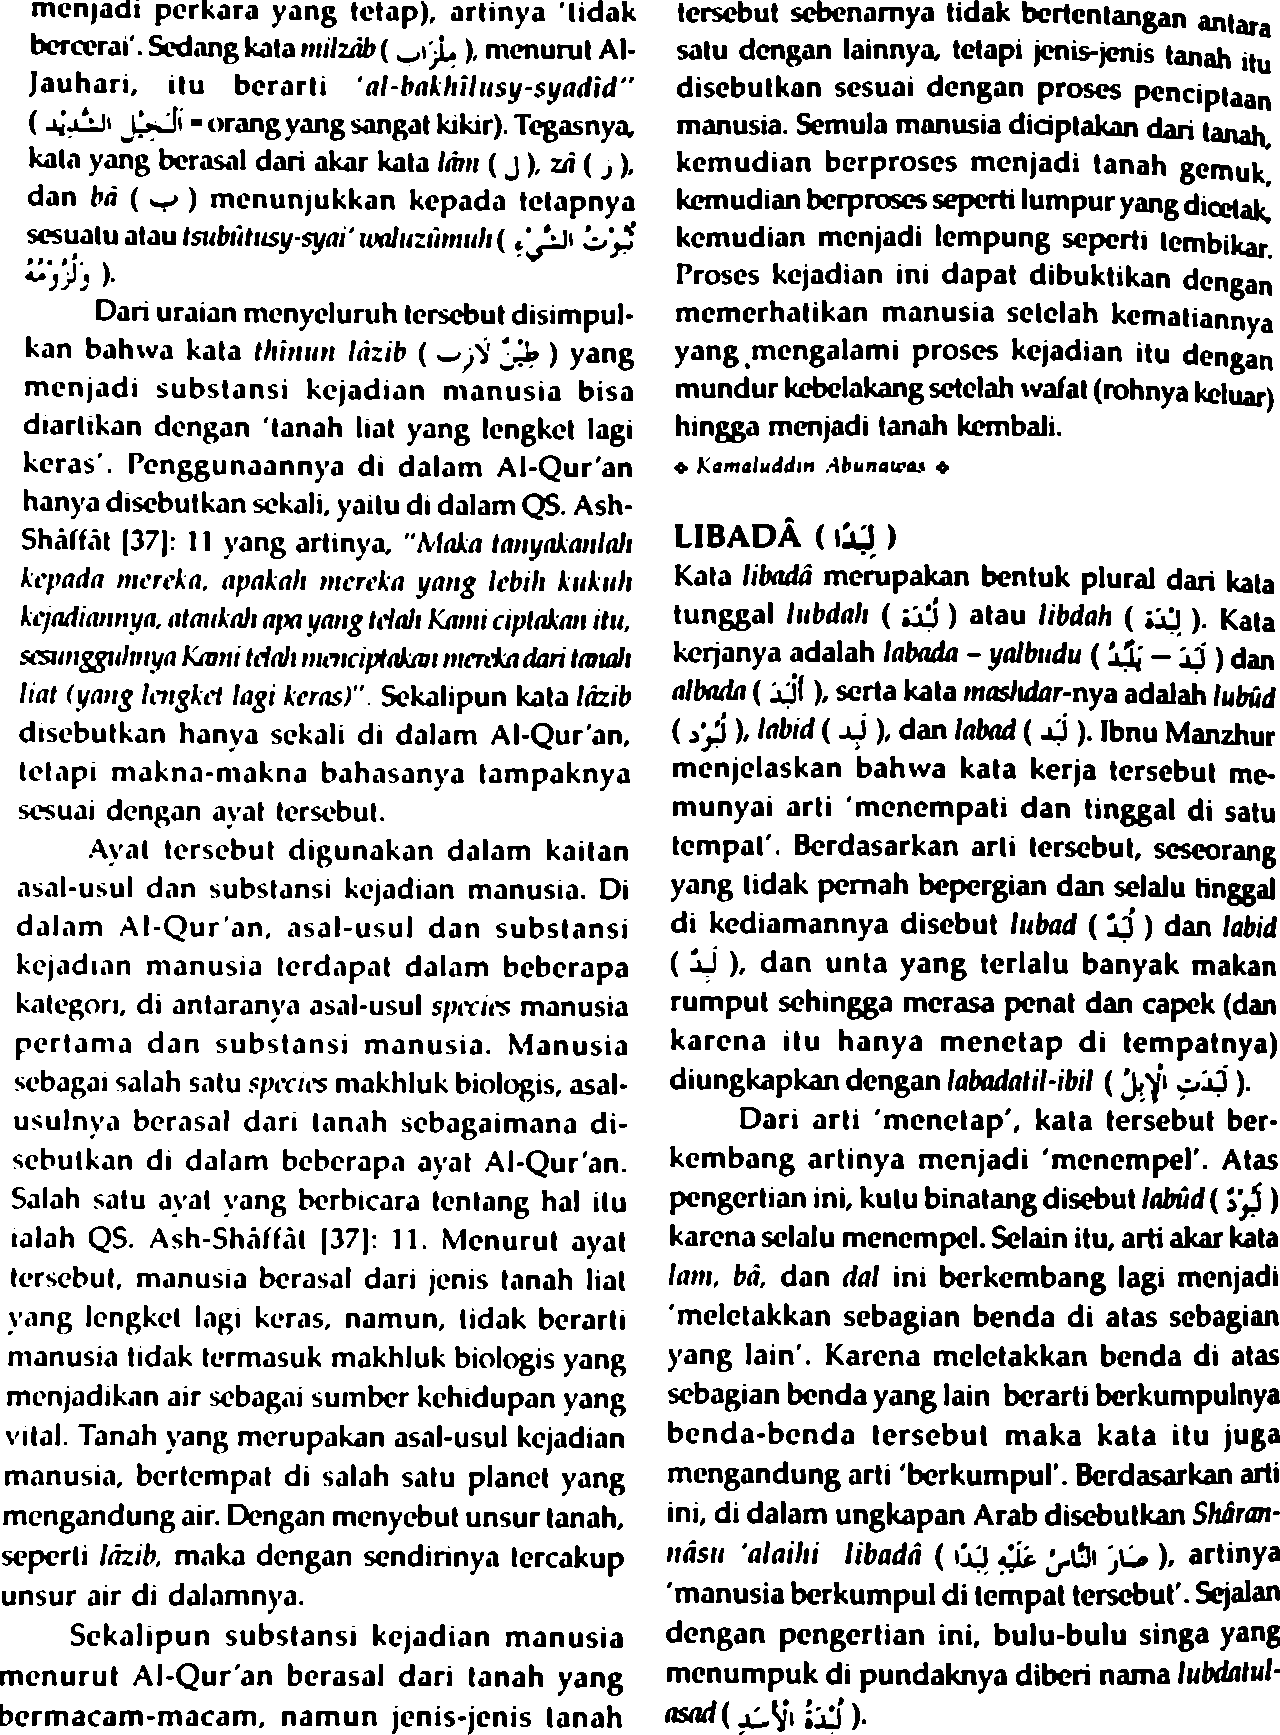 menjadi perkara yang tetap), artinya 'tidak
bercerai'. Sedang kata milzâb ( مِلْزَاب ), menurut Al-
Jauhari, itu berarti 'al-bakhîlusy-syadîd"
( اَلْبَخِيْلُ الشَّدِيْد = orang yang sangat kikir). Tegasnya,
kata yang berasal dari akar kata lâm ( ل ), zâ ( ز ),
dan bâ ( ب ) menunjukkan kepada tetapnya
sesuatu atau tsubûtusy-syai' waluzûmuh ( ثُبُوْتُ الشَّيْءِ
وَلُزُوْمُهُ ).
Dari uraian menyeluruh tersebut disimpul-
kan bahwa kata thînun lâzib ( طِيْنٌ لاَزِب ) yang
menjadi substansi kejadian manusia bisa
diartikan dengan 'tanah liat yang lengket lagi
keras'. Penggunaannya di dalam Al-Qur'an
hanya disebutkan sekali, yaitu di dalam QS. Ash-
Shâffât [37]: 11 yang artinya, "Maka tanyakanlah
kepada mereka, apakah mereka yang lebih kukuh
kejadiannya, ataukah apa yang telah Kami ciptakan itu,
sesungguhnya Kami telah menciptakan mereka dari tanah
liat (yang lengket lagi keras)". Sekalipun kata lâzib
disebutkan hanya sekali di dalam Al-Qur'an,
tetapi makna-makna bahasanya tampaknya
sesuai dengan ayat tersebut.
Ayat tersebut digunakan dalam kaitan
asal-usul dan substansi kejadian manusia. Di
dalam Al-Qur'an, asal-usul dan substansi
kejadian manusia terdapat dalam beberapa
kategori, di antaranya asal-usul species manusia
pertama dan substansi manusia. Manusia
sebagai salah satu species makhluk biologis, asal-
usulnya berasal dari tanah sebagaimana di-
sebutkan di dalam beberapa ayat Al-Qur'an.
Salah satu ayat yang berbicara tentang hal itu
ialah QS. Ash-Shâffât [37]: 11. Menurut ayat
tersebut, manusia berasal dari jenis tanah liat
yang lengket lagi keras, namun, tidak berarti
manusia tidak termasuk makhluk biologis yang
menjadikan air sebagai sumber kehidupan yang
vital. Tanah yang merupakan asal-usul kejadian
manusia, bertempat di salah satu planet yang
mengandung air. Dengan menyebut unsur tanah,
seperti lâzib, maka dengan sendirinya tercakup
unsur air di dalamnya.
Sekalipun substansi kejadian manusia
menurut Al-Qur'an berasal dari tanah yang
bermacam-macam, namun jenis-jenis tanah
tersebut sebenarnya tidak bertentangan antara
satu dengan lainnya, tetapi jenis-jenis tanah itu
disebutkan sesuai dengan proses penciptaan
manusia. Semula manusia diciptakan dari tanah,
kemudian berproses menjadi tanah gemuk,
kemudian berproses seperti lumpur yang dicetak,
kemudian menjadi lempung seperti tembikar.
Proses kejadian ini dapat dibuktikan dengan
memerhatikan manusia setelah kematiannya
yang mengalami proses kejadian itu dengan
mundur kebelakang setelah wafat (rohnya keluar)
hingga menjadi tanah kembali.
❖ Kamaluddin Abunawas ❖
LIBADÂ ( لِبَدًا )
Kata libadâ merupakan bentuk plural dari kata
tunggal lubdah ( لُبْدَة ) atau libdah ( لِبْدَة ). Kata
kerjanya adalah labada – yalbudu ( لَبَدَ – يَلْبُدُ ) dan
albada ( أَلْبَدَ ), serta kata mashdar-nya adalah lubûd
( لُبُوْد ), labid ( لَبِد ), dan labad ( لَبَد ). Ibnu Manzhur
menjelaskan bahwa kata kerja tersebut me-
munyai arti 'menempati dan tinggal di satu
tempat'. Berdasarkan arti tersebut, seseorang
yang tidak pernah bepergian dan selalu tinggal
di kediamannya disebut lubad ( لُبَدٌ ) dan labid
( لَبِدٌ ), dan unta yang terlalu banyak makan
rumput sehingga merasa penat dan capek (dan
karena itu hanya menetap di tempatnya)
diungkapkan dengan labadatil-ibil ( لَبَدَتِ الْإِبِلُ ).
Dari arti 'menetap', kata tersebut ber-
kembang artinya menjadi 'menempel'. Atas
pengertian ini, kutu binatang disebut labûd ( لَبُوْدٌ )
karena selalu menempel. Selain itu, arti akar kata
lam, bâ, dan dal ini berkembang lagi menjadi
'meletakkan sebagian benda di atas sebagian
yang lain'. Karena meletakkan benda di atas
sebagian benda yang lain berarti berkumpulnya
benda-benda tersebut maka kata itu juga
mengandung arti 'berkumpul'. Berdasarkan arti
ini, di dalam ungkapan Arab disebutkan Shâran-
nâsu 'alaihi libadâ ( صَارَ النَّاسُ عَلَيْهِ لِبَدًا ), artinya
'manusia berkumpul di tempat tersebut'. Sejalan
dengan pengertian ini, bulu-bulu singa yang
menumpuk di pundaknya diberi nama lubdatul-
asad ( لُبْدَةُ الْأَسَدِ ).